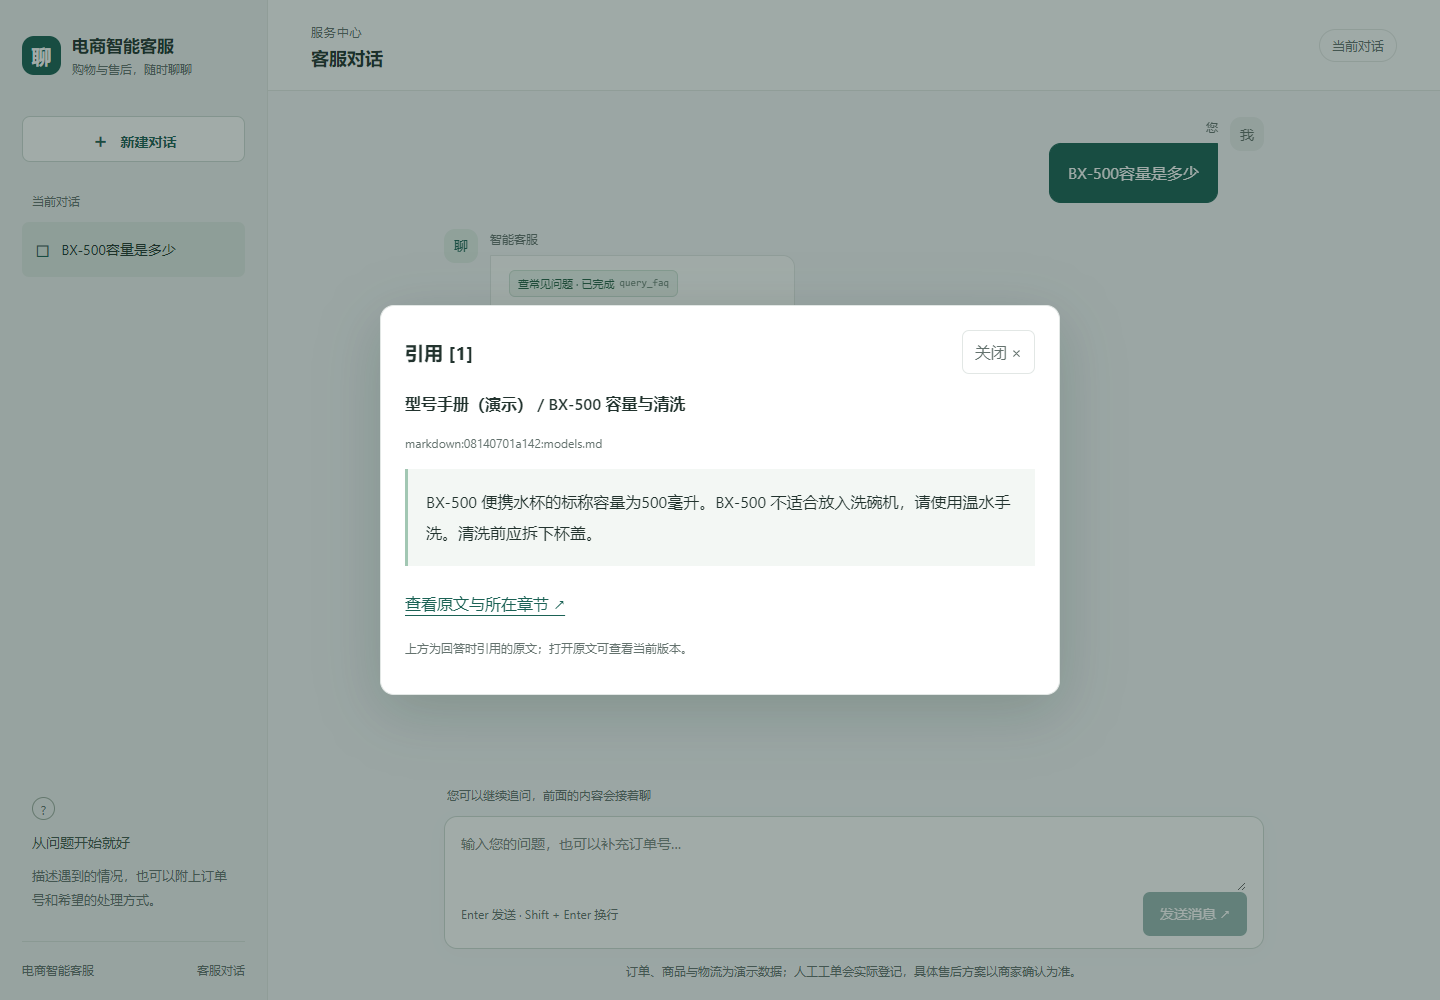 聊
电商智能客服
购物与售后，随时聊聊
+ 新建对话
当前对话
BX-500容量是多少
?
从问题开始就好
描述遇到的情况，也可以附上订单
号和希望的处理方式。
电商智能客服
客服对话
服务中心
客服对话
当前对话
您
我
BX-500容量是多少
聊
智能客服
查常见问题 · 已完成 query_faq
引用 [1]
关闭 ×
型号手册（演示） / BX-500 容量与清洗
markdown:08140701a142:models.md
BX-500 便携水杯的标称容量为500毫升。BX-500 不适合放入洗碗机，请使用温水手
洗。清洗前应拆下杯盖。
查看原文与所在章节 ↗
上方为回答时引用的原文；打开原文可查看当前版本。
您可以继续追问，前面的内容会接着聊
输入您的问题，也可以补充订单号...
Enter 发送 · Shift + Enter 换行
发送消息 ↗
订单、商品与物流为演示数据；人工工单会实际登记，具体售后方案以商家确认为准。